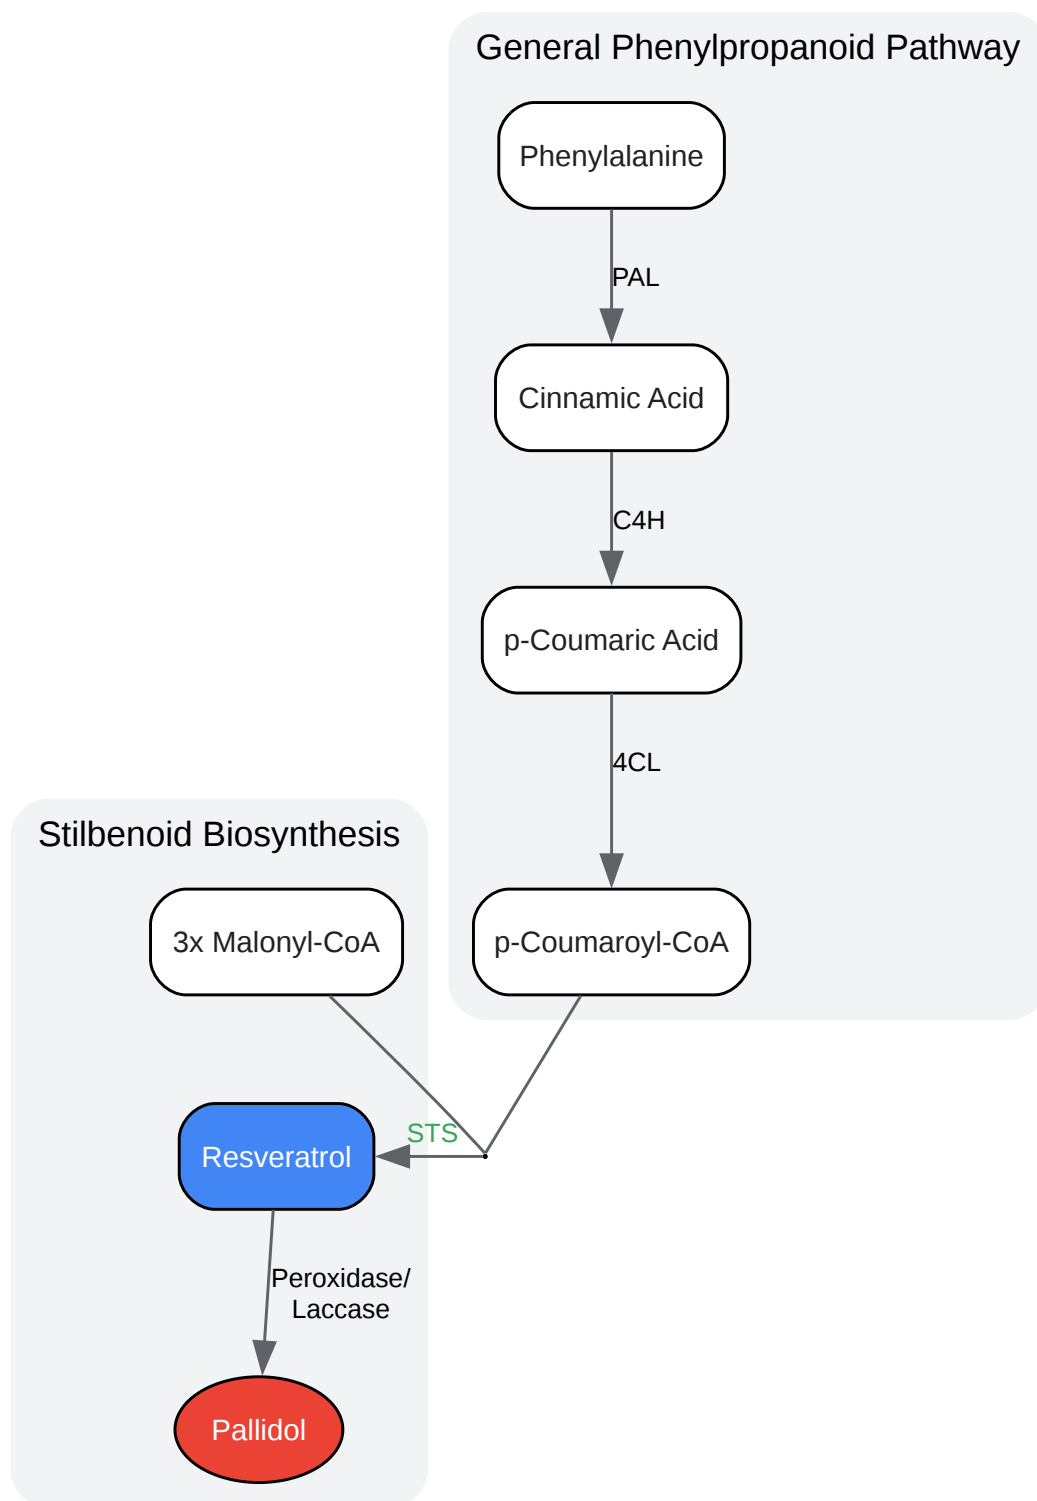 General Phenylpropanoid Pathway
Phenylalanine
PAL
Cinnamic Acid
C4H
p-Coumaric Acid
4CL
Stilbenoid Biosynthesis
3x Malonyl-CoA
p-Coumaroyl-CoA
STS
Resveratrol
Peroxidase/
Laccase
Pallidol